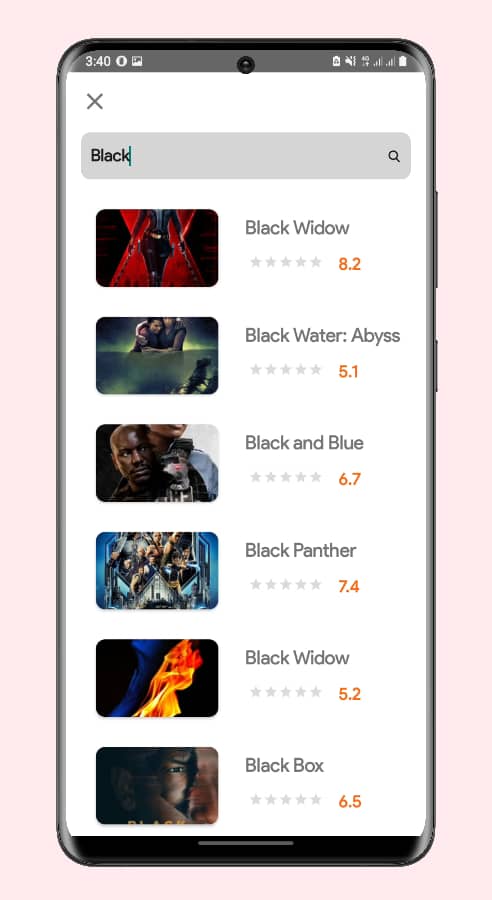 3:40
Black
Black Widow
8.2
Black Water: Abyss
5.1
Black and Blue
6.7
Black Panther
7.4
Black Widow
5.2
Black Box
6.5